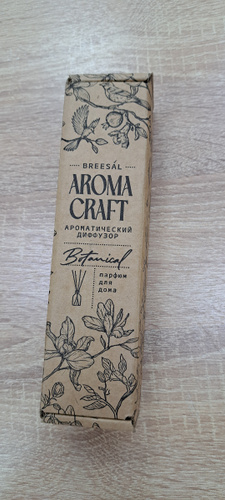 BREESÁL
AROMA
CRAFT
АРОМАТИЧЕСКИЙ
ДИФФУЗОР
Botanical
парфюм
для
дома